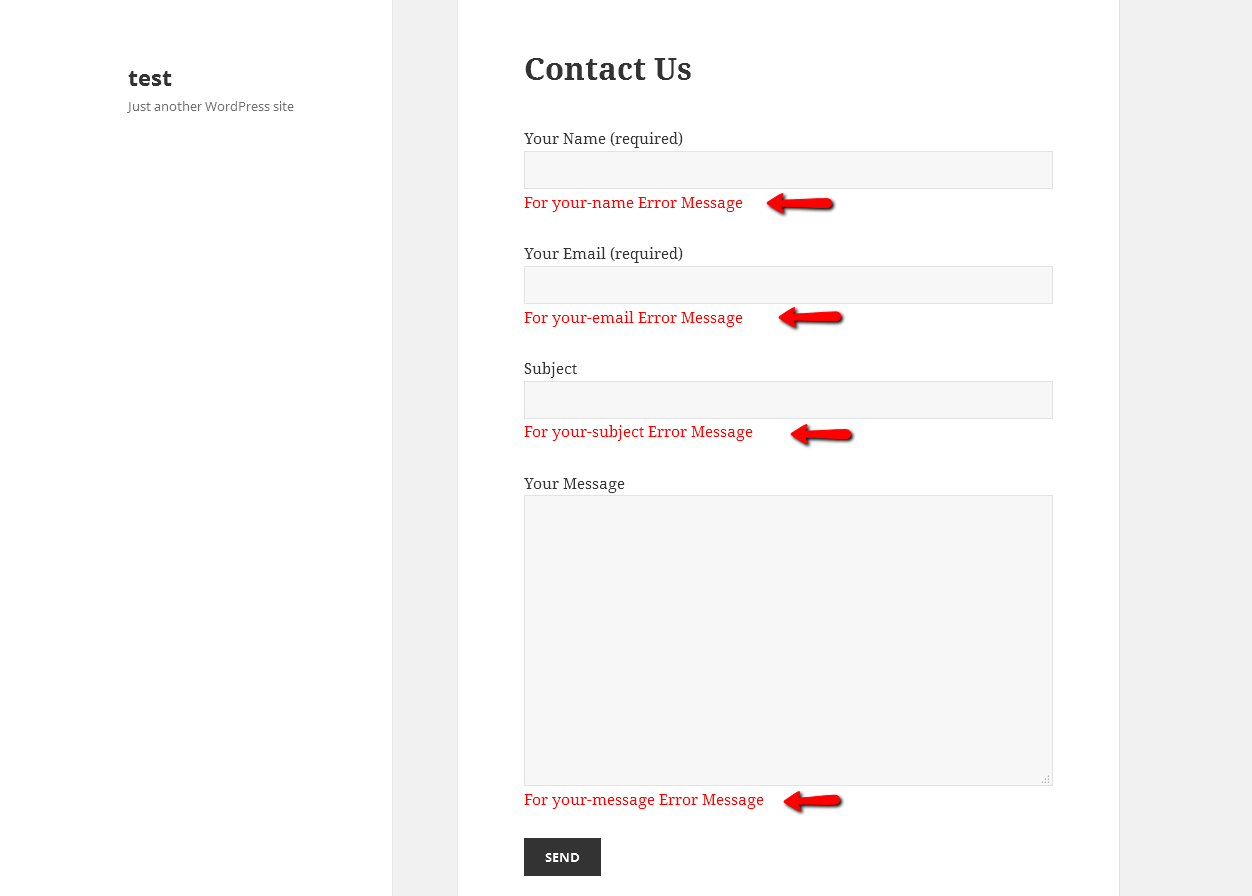 test
Just another WordPress site
Contact Us
Your Name (required)
For your-name Error Message
Your Email (required)
For your-email Error Message
Subject
For your-subject Error Message
Your Message
For your-message Error Message
SEND